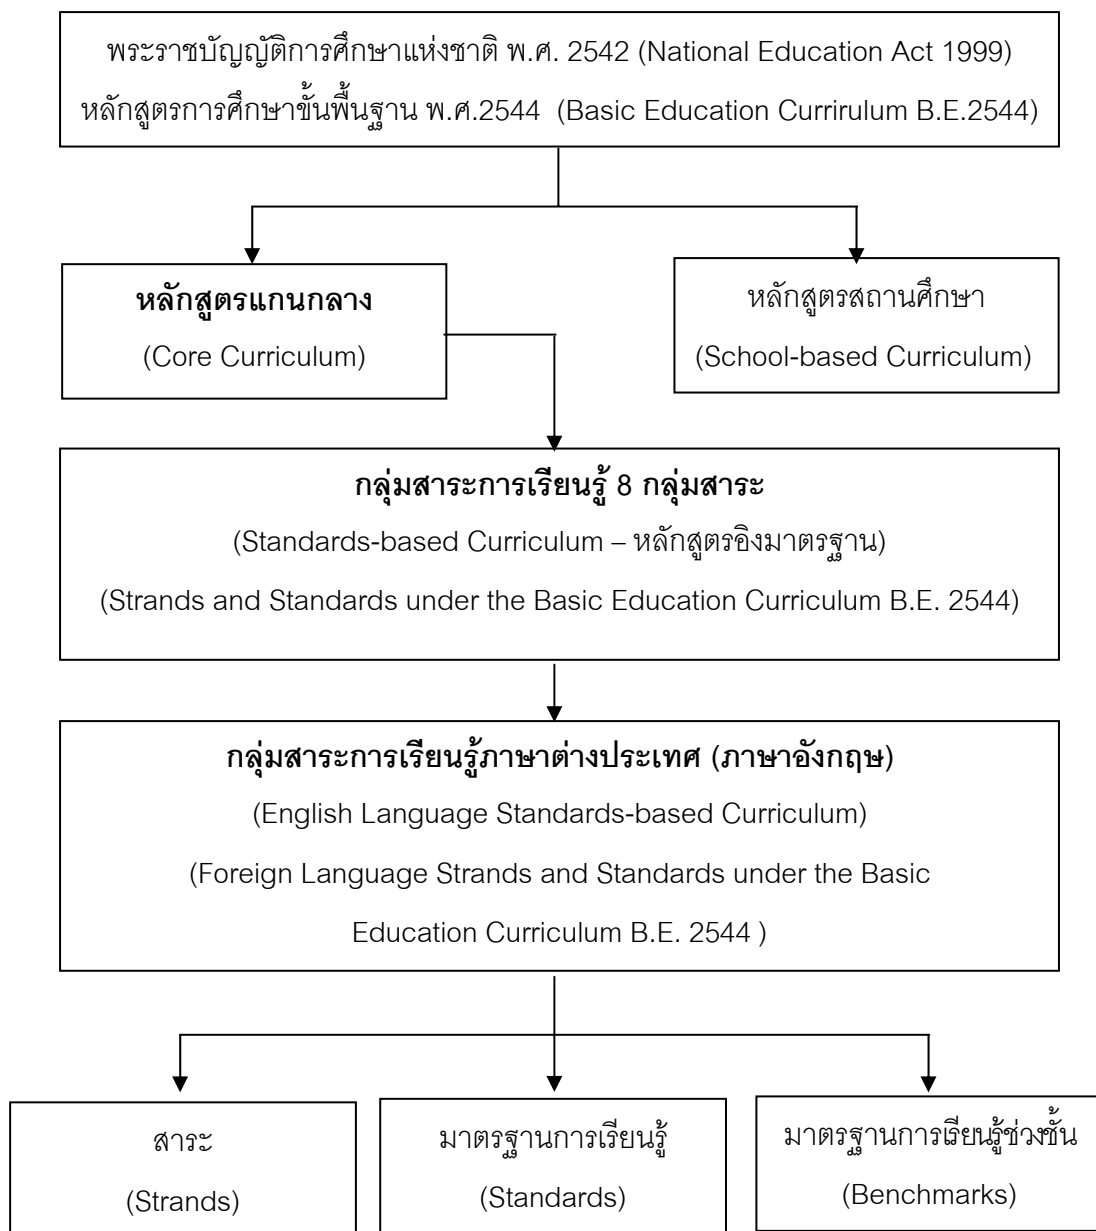 พระราชบัญญัติการศึกษาแห่งชาติ พ.ศ. 2542 (National Education Act 1999)
หลักสูตรการศึกษาขั้นพื้นฐาน พ.ศ.2544 (Basic Education Currirulum B.E.2544)
หลักสูตรแกนกลาง
(Core Curriculum)
หลักสูตรสถานศึกษา
(School-based Curriculum)
กลุ่มสาระการเรียนรู้ 8 กลุ่มสาระ
(Standards-based Curriculum – หลักสูตรอิงมาตรฐาน)
(Strands and Standards under the Basic Education Curriculum B.E. 2544)
กลุ่มสาระการเรียนรู้ภาษาต่างประเทศ (ภาษาอังกฤษ)
(English Language Standards-based Curriculum)
(Foreign Language Strands and Standards under the Basic
Education Curriculum B.E. 2544 )
สาระ
(Strands)
มาตรฐานการเรียนรู้
(Standards)
มาตรฐานการเรียนรู้ช่วงชั้น
(Benchmarks)